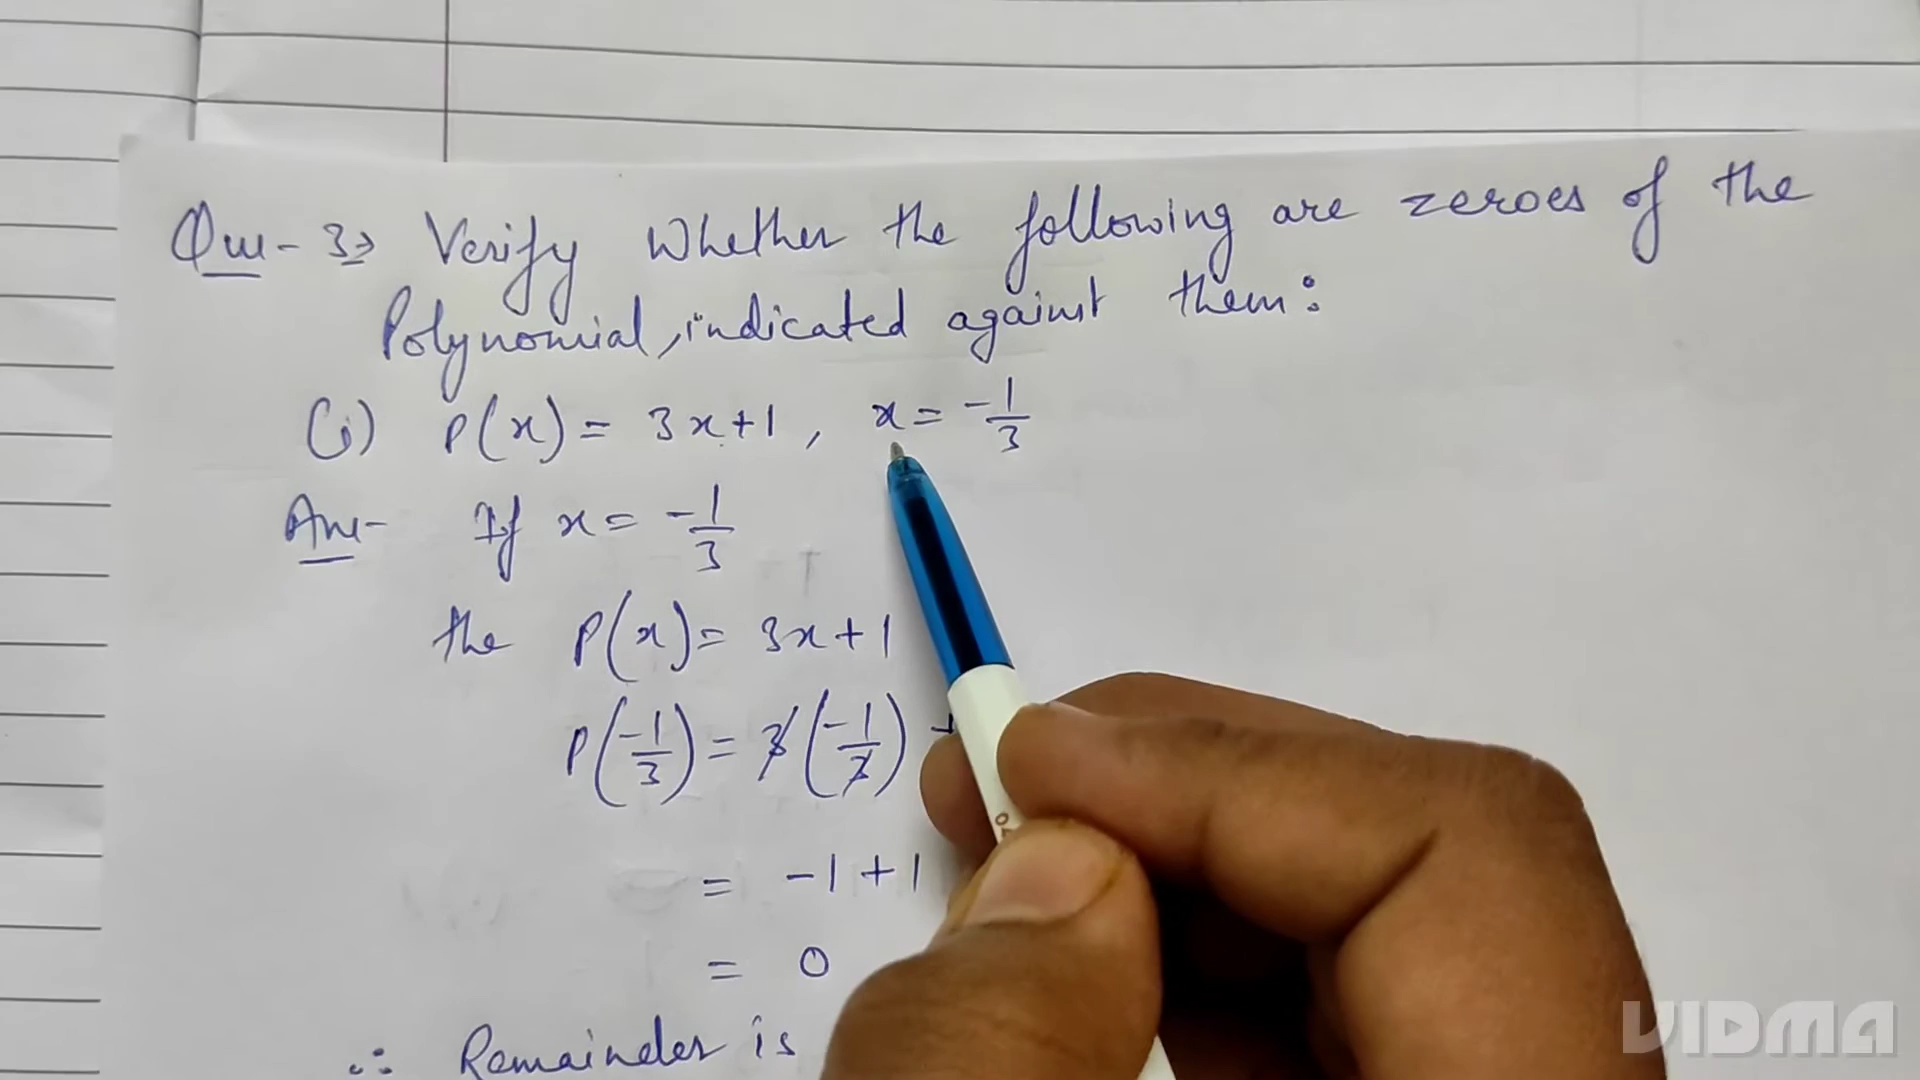 Que-3→ Verify Whether the following are zeroes of the
Polynomial, indicated against them:
(i) P(x) = 3x+1, x = -1/3
Ans- If x = -1/3
the P(x) = 3x+1
P(-1/3) = 3(-1/3) +
= -1+1
= 0
∴ Remainder is
VIDMA